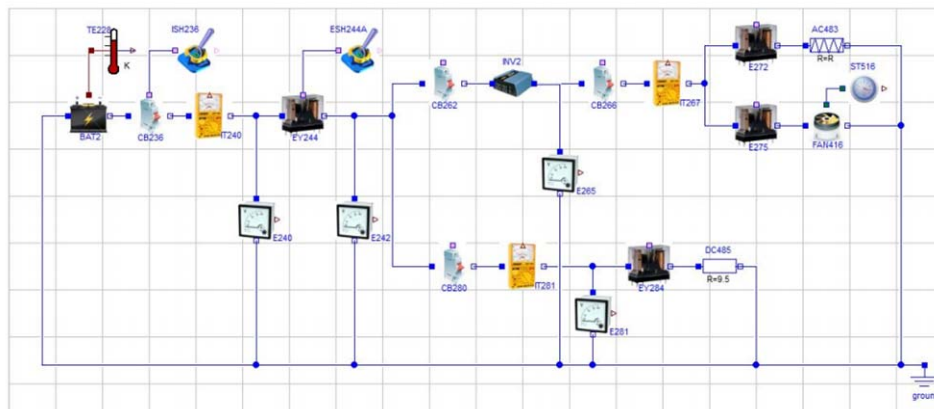 TE228
ISH236
ESH244A
K
BAT2
CB236
IT240
EY244
CB262
INV2
CB266
IT267
E272
AC483
R=R
ST516
E275
FAN416
E265
E240
E242
CB280
IT281
EY284
DC485
R=9.5
E281
groun